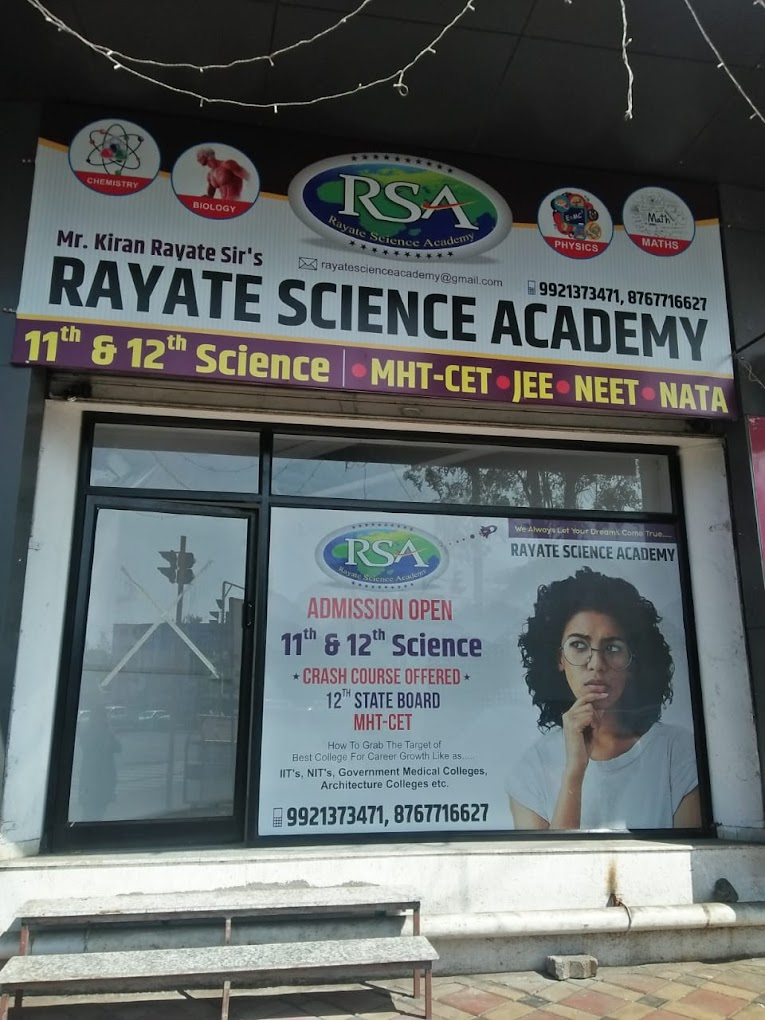 CHEMISTRY
BIOLOGY
RSA
Rayate Science Academy
E=MC²
PHYSICS
Math
MATHS
Mr. Kiran Rayate Sir's
rayatescienceacademy@gmail.com
9921373471, 8767716627
RAYATE SCIENCE ACADEMY
11th & 12th Science | • MHT-CET • JEE • NEET • NATA
We Always Let Your Dreams Come True.....
RSA
Rayate Science Academy
RAYATE SCIENCE ACADEMY
ADMISSION OPEN
11th & 12th Science
★ CRASH COURSE OFFERED ★
12TH STATE BOARD
MHT-CET
How To Grab The Target of
Best College For Career Growth Like as.....
IIT's, NIT's, Government Medical Colleges,
Architecture Colleges etc.
9921373471, 8767716627